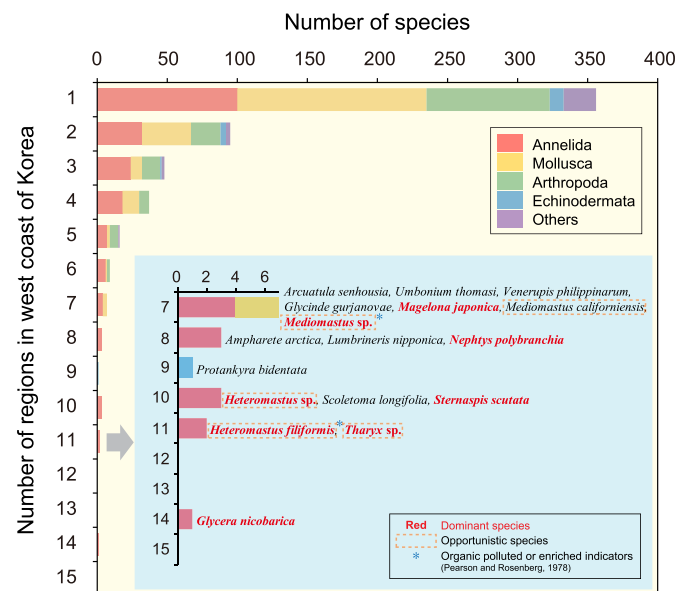 Number of species
0 50 100 150 200 250 300 350 400
Number of regions in west coast of Korea
1
2
3
4
5
6
7
8
9
10
11
12
13
14
15
Annelida
Mollusca
Arthropoda
Echinodermata
Others
0 2 4 6
7
Arcuatula senhousia, Umbonium thomasi, Venerupis philippinarum,
Glycinde gurjanovae, Magelona japonica, Mediomastus californiensis,
Mediomastus sp. *
8 Ampharete arctica, Lumbrineris nipponica, Nephtys polybranchia
9 Protankyra bidentata
10 Heteromastus sp., Scoletoma longifolia, Sternaspis scutata
11 Heteromastus filiformis, * Tharyx sp.
12
13
14 Glycera nicobarica
15
Red Dominant species
Opportunistic species
* Organic polluted or enriched indicators
(Pearson and Rosenberg, 1978)